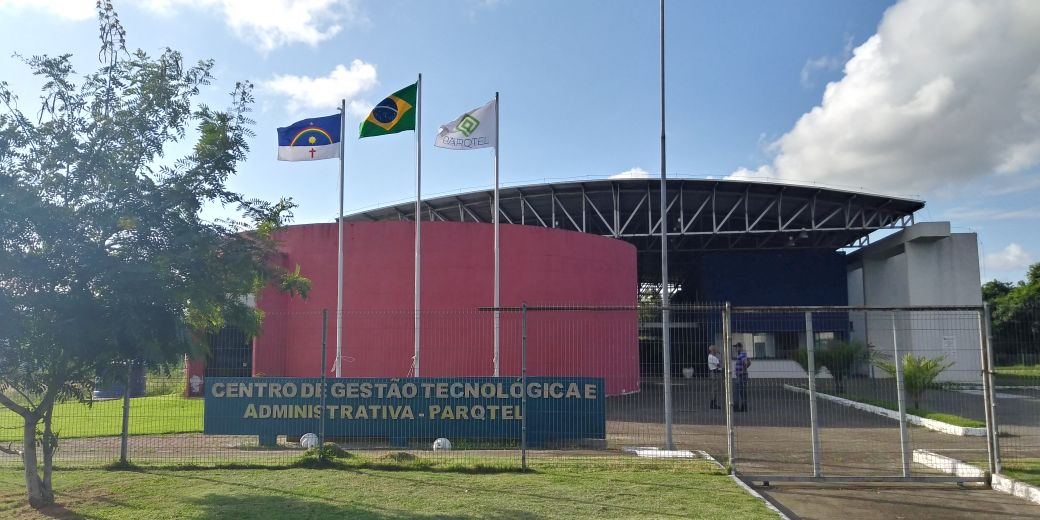 PARQTEL
CENTRO DE GESTÃO TECNOLÓGICA E
ADMINISTRATIVA - PARQTEL